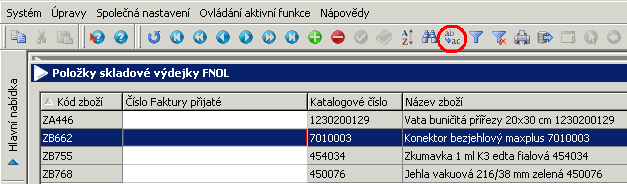 Systém Úpravy Společná nastavení Ovládání aktivní funkce Nápovědy
A Z ab ac
Hlavní nabídka
Položky skladové výdejky FNOL
Kód zboží Číslo Faktury přijaté Katalogové číslo Název zboží
ZA446 1230200129 Vata buničitá přířezy 20x30 cm 1230200129
ZB662 7010003 Konektor bezjehlový maxplus 7010003
ZB755 454034 Zkumavka 1 ml K3 edta fialová 454034
ZB768 450076 Jehla vakuová 216/38 mm zelená 450076